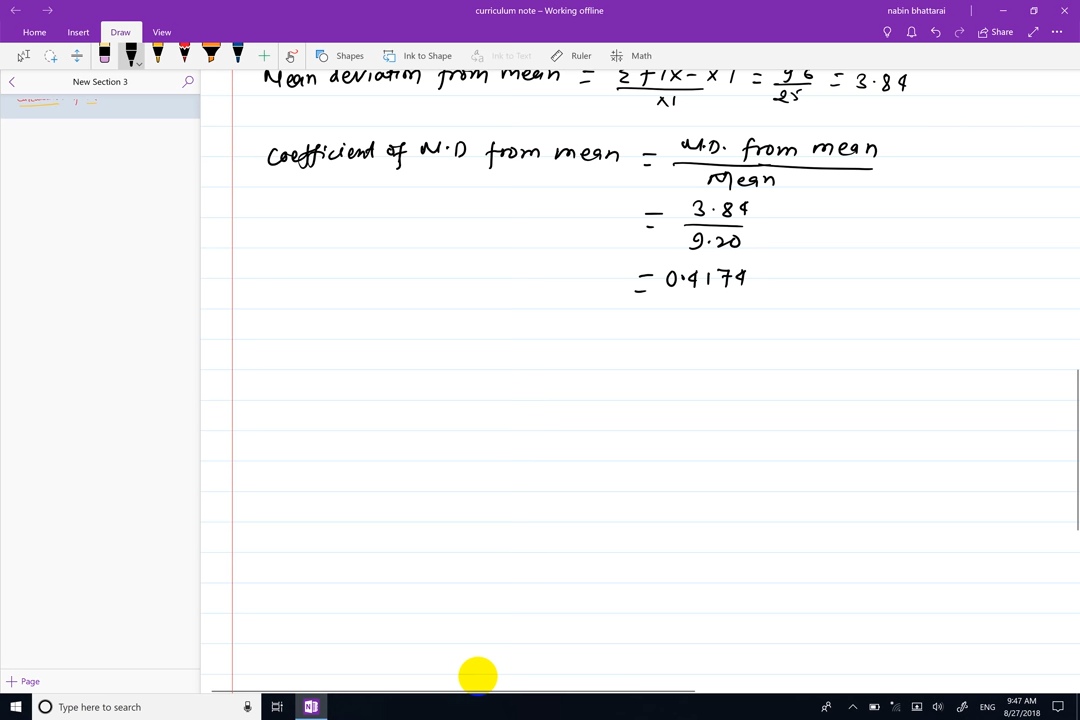 curriculum note – Working offline
nabin bhattarai
Home Insert Draw View
Share
Shapes Ink to Shape Ink to Text Ruler Math
New Section 3
Mean deviation from mean = Σ f|x - x̄| / = 96 / 25 = 3.84
Coefficient of M.D from mean = M.D. from mean / Mean
= 3.84 / 9.20
= 0.4174
Page
Type here to search
ENG
9:47 AM
8/27/2018